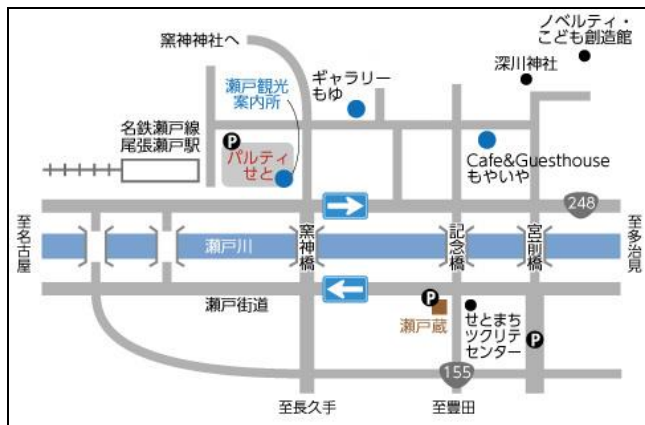 窯神神社へ
ノベルティ・
こども創造館
深川神社
瀬戸観光
案内所
ギャラリー
もゆ
名鉄瀬戸線
尾張瀬戸駅
P
パルティ
せと
Cafe&Guesthouse
もやいや
248
至名古屋
瀬戸川
窯神橋
記念橋
宮前橋
至多治見
瀬戸街道
P
瀬戸蔵
せとまち
ツクリテ
センター
P
155
至長久手
至豊田